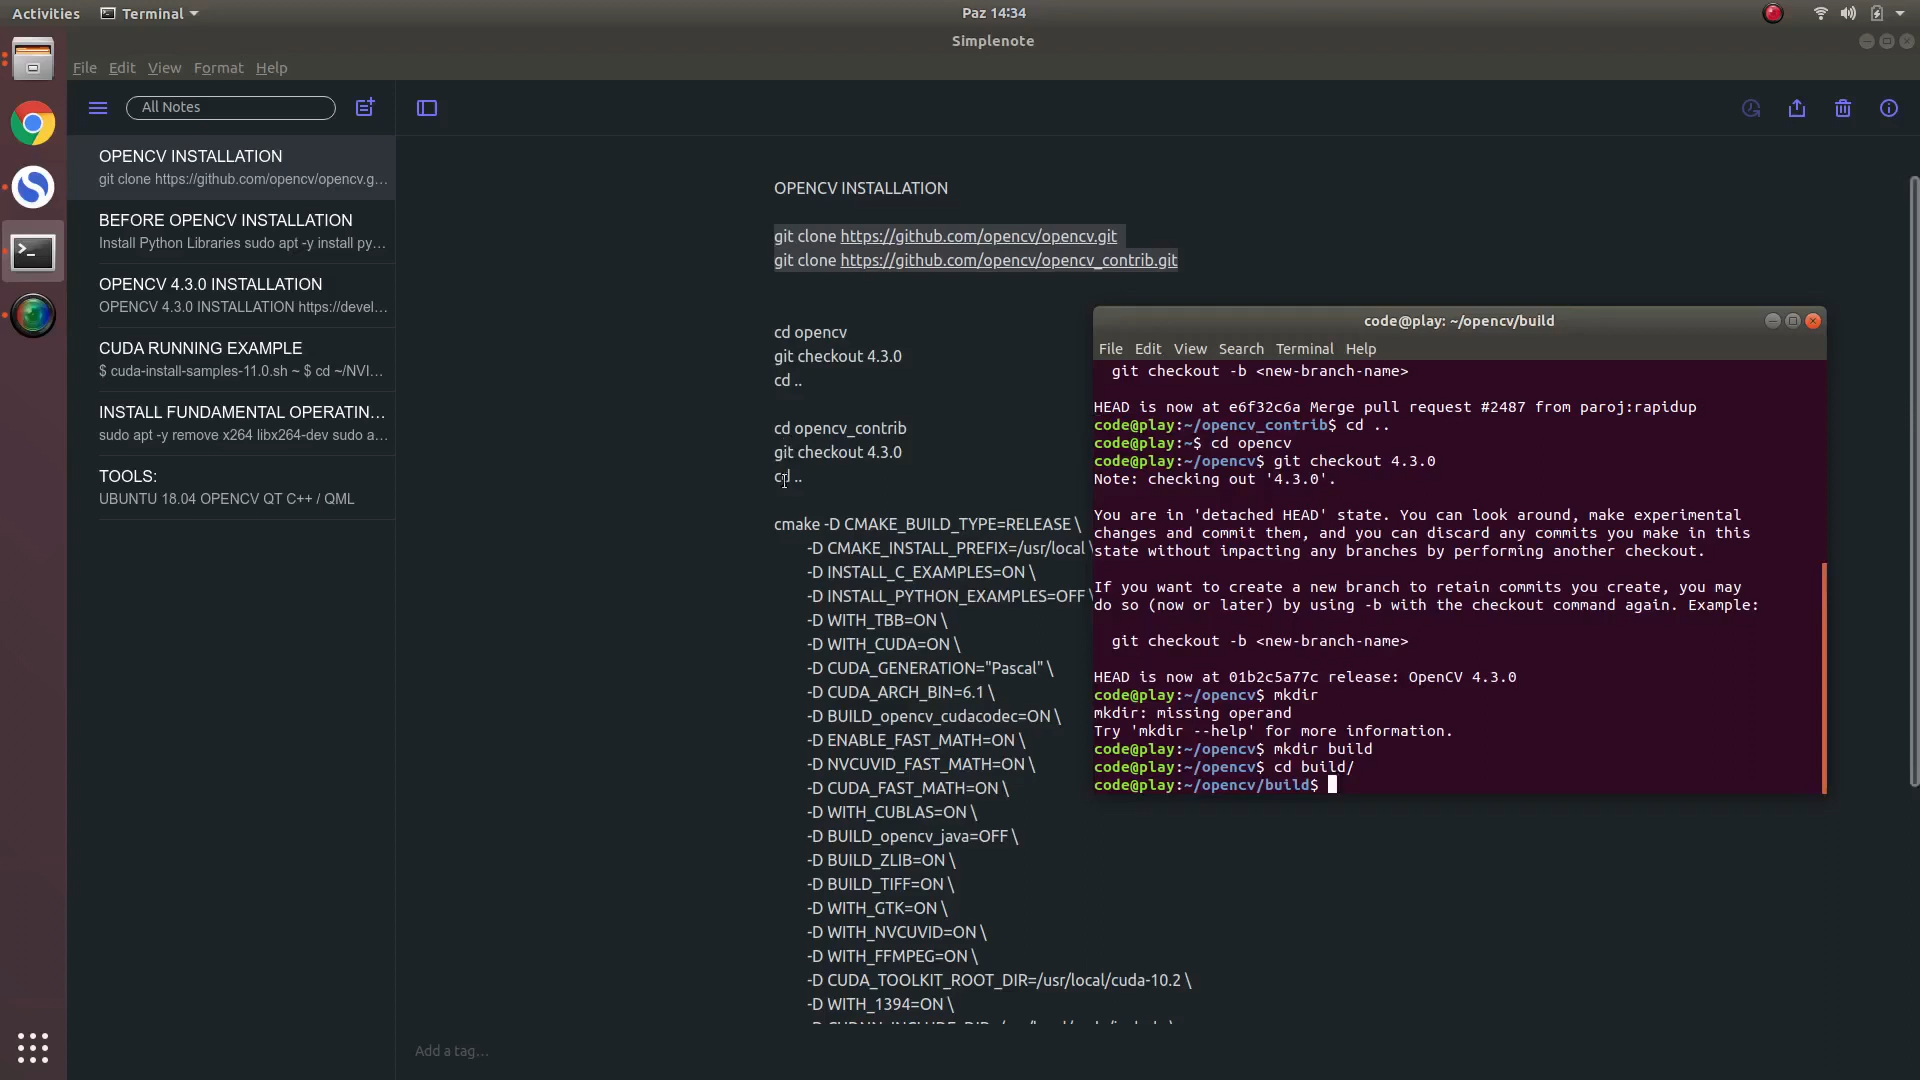 Activities
Terminal
Paz 14:34
Simplenote
File Edit View Format Help
All Notes
OPENCV INSTALLATION
git clone https://github.com/opencv/opencv.g...
BEFORE OPENCV INSTALLATION
Install Python Libraries sudo apt -y install py...
OPENCV 4.3.0 INSTALLATION
OPENCV 4.3.0 INSTALLATION https://devel...
CUDA RUNNING EXAMPLE
$ cuda-install-samples-11.0.sh ~ $ cd ~/NVI...
INSTALL FUNDAMENTAL OPERATIN...
sudo apt -y remove x264 libx264-dev sudo a...
TOOLS:
UBUNTU 18.04 OPENCV QT C++ / QML
OPENCV INSTALLATION
git clone https://github.com/opencv/opencv.git
git clone https://github.com/opencv/opencv_contrib.git
cd opencv
git checkout 4.3.0
cd ..
cd opencv_contrib
git checkout 4.3.0
cd ..
cmake -D CMAKE_BUILD_TYPE=RELEASE \
-D CMAKE_INSTALL_PREFIX=/usr/local \
-D INSTALL_C_EXAMPLES=ON \
-D INSTALL_PYTHON_EXAMPLES=OFF \
-D WITH_TBB=ON \
-D WITH_CUDA=ON \
-D CUDA_GENERATION="Pascal" \
-D CUDA_ARCH_BIN=6.1 \
-D BUILD_opencv_cudacodec=ON \
-D ENABLE_FAST_MATH=ON \
-D NVCUVID_FAST_MATH=ON \
-D CUDA_FAST_MATH=ON \
-D WITH_CUBLAS=ON \
-D BUILD_opencv_java=OFF \
-D BUILD_ZLIB=ON \
-D BUILD_TIFF=ON \
-D WITH_GTK=ON \
-D WITH_NVCUVID=ON \
-D WITH_FFMPEG=ON \
-D CUDA_TOOLKIT_ROOT_DIR=/usr/local/cuda-10.2 \
-D WITH_1394=ON \
Add a tag...
code@play: ~/opencv/build
File Edit View Search Terminal Help
git checkout -b <new-branch-name>
HEAD is now at e6f32c6a Merge pull request #2487 from paroj:rapidup
code@play:~/opencv_contrib$ cd ..
code@play:~$ cd opencv
code@play:~/opencv$ git checkout 4.3.0
Note: checking out '4.3.0'.
You are in 'detached HEAD' state. You can look around, make experimental
changes and commit them, and you can discard any commits you make in this
state without impacting any branches by performing another checkout.
If you want to create a new branch to retain commits you create, you may
do so (now or later) by using -b with the checkout command again. Example:
git checkout -b <new-branch-name>
HEAD is now at 01b2c5a77c release: OpenCV 4.3.0
code@play:~/opencv$ mkdir
mkdir: missing operand
Try 'mkdir --help' for more information.
code@play:~/opencv$ mkdir build
code@play:~/opencv$ cd build/
code@play:~/opencv/build$